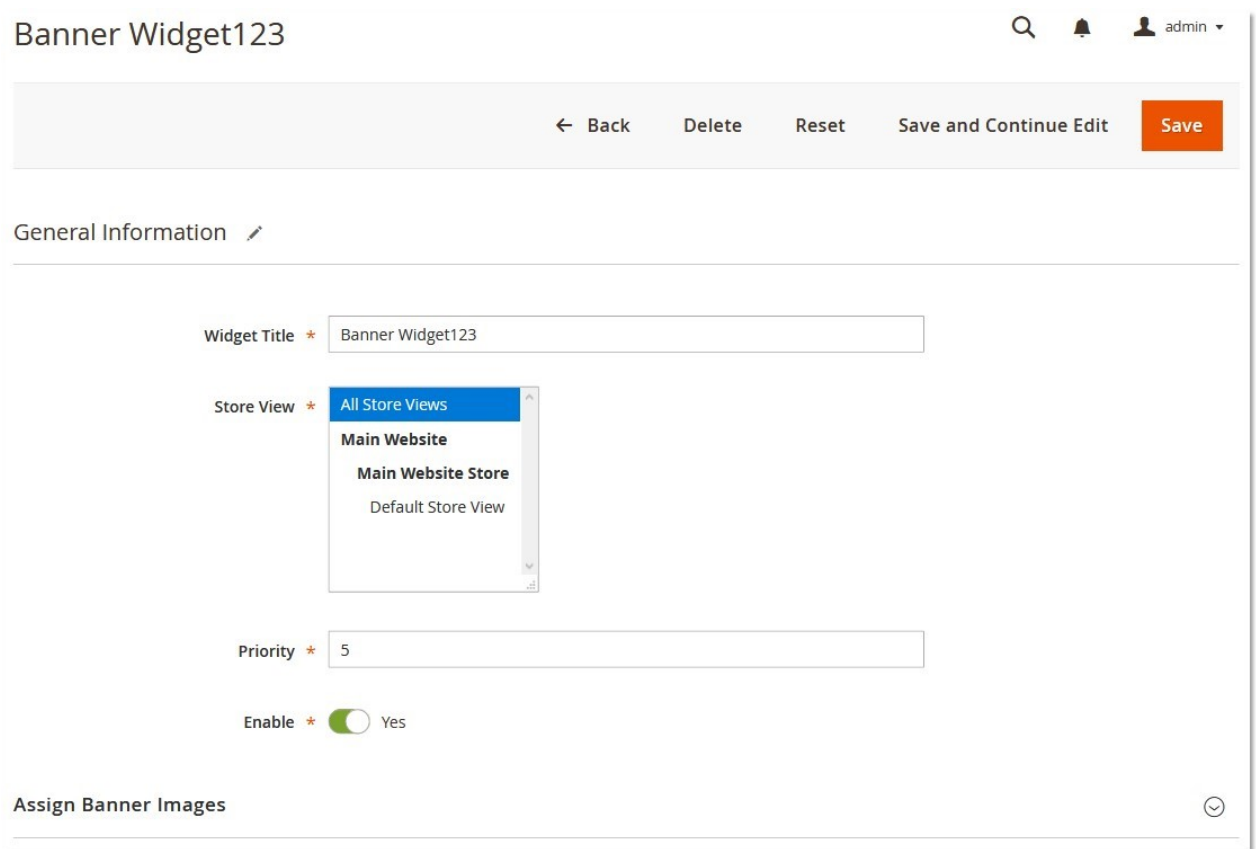 Banner Widget123
admin
Back Delete Reset Save and Continue Edit Save
General Information
Widget Title * Banner Widget123
Store View * All Store Views
Main Website
Main Website Store
Default Store View
Priority * 5
Enable * Yes
Assign Banner Images